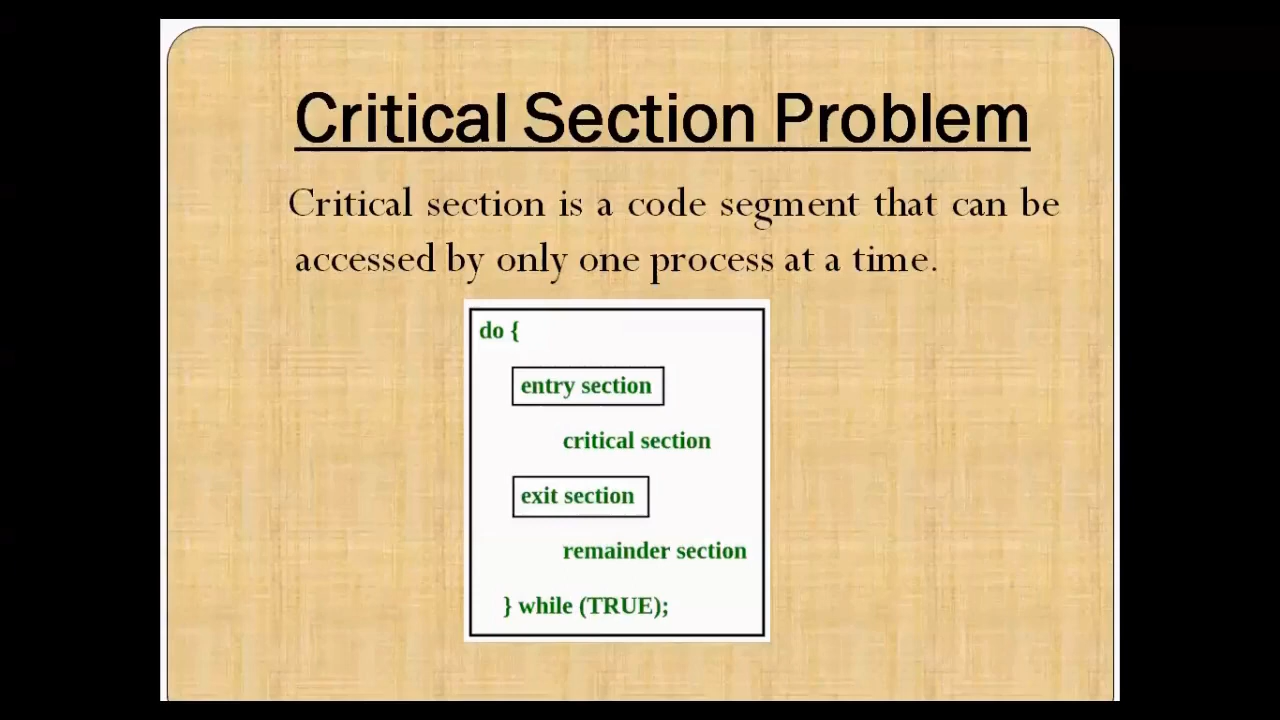 Critical Section Problem
Critical section is a code segment that can be
accessed by only one process at a time.
do {
entry section
critical section
exit section
remainder section
} while (TRUE);